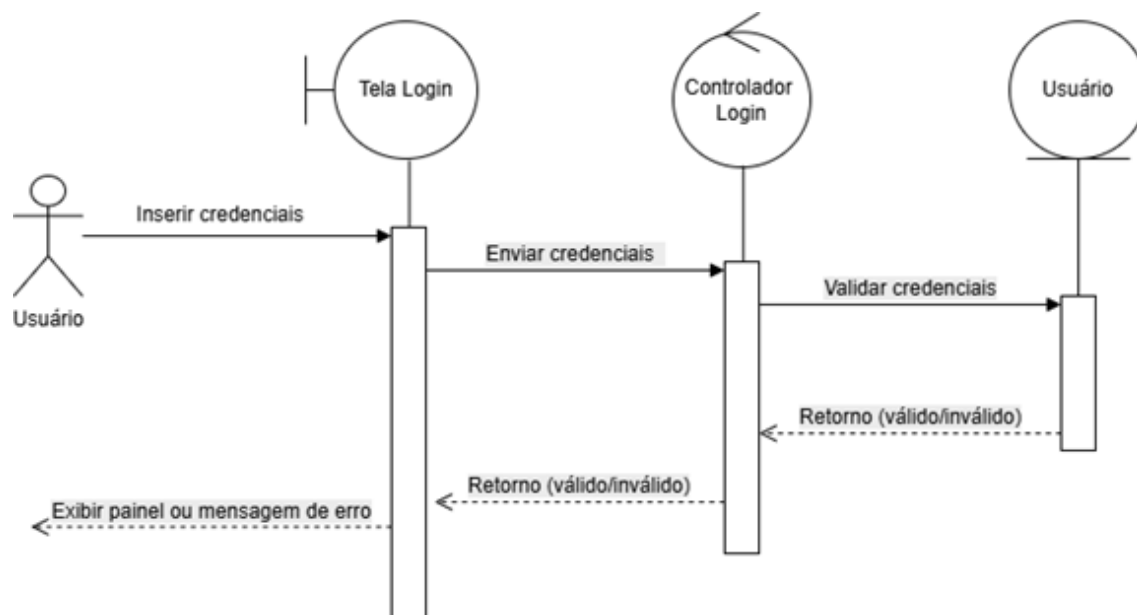 Tela Login
Controlador
Login
Usuário
Inserir credenciais
Enviar credenciais
Validar credenciais
Usuário
Retorno (válido/inválido)
Retorno (válido/inválido)
Exibir painel ou mensagem de erro